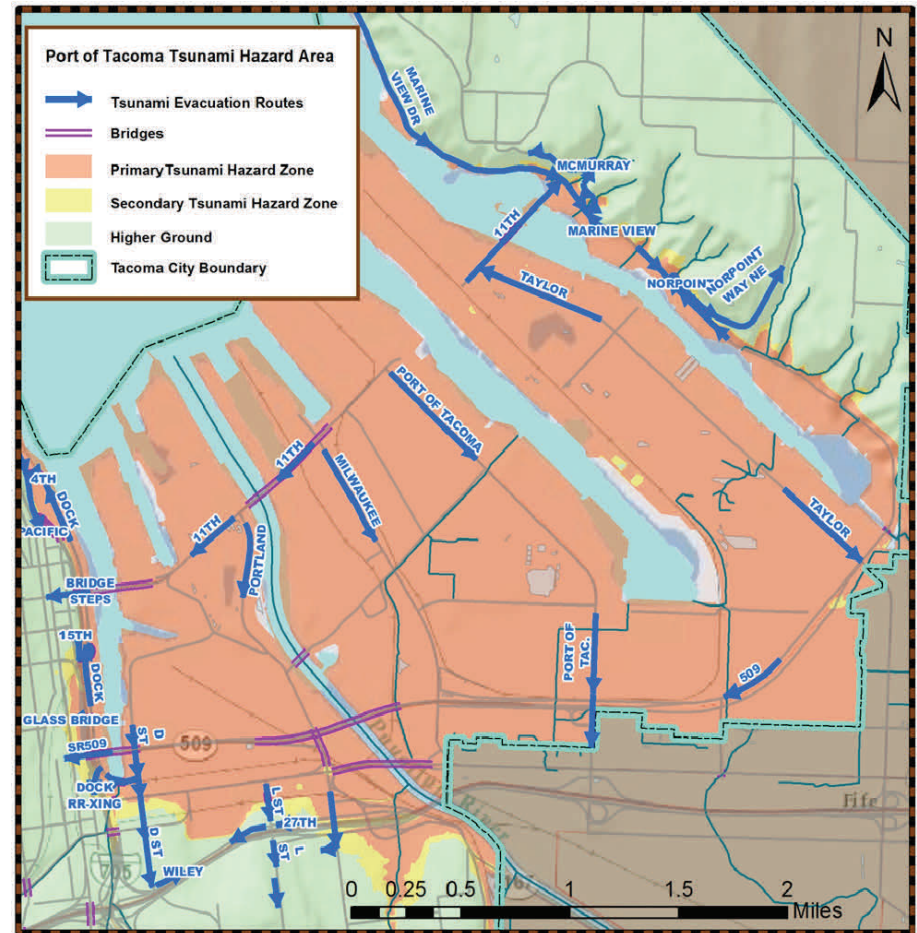 Port of Tacoma Tsunami Hazard Area
Tsunami Evacuation Routes
Bridges
Primary Tsunami Hazard Zone
Secondary Tsunami Hazard Zone
Higher Ground
Tacoma City Boundary
N
MARINE
VIEW DR
MCMURRAY
11TH
MARINE VIEW
TAYLOR
NORPOINT
NORPOINT
WAY NE
PORT OF TACOMA
11TH
MILWAUKEE
4TH
DOCK
PACIFIC
11TH
PORTLAND
TAYLOR
BRIDGE
STEPS
15TH
DOCK
PORT OF
TAC.
509
GLASS BRIDGE
D
ST
SR509
509
DOCK
RR-XING
L ST
27TH
D ST
L
ST
WILEY
705
Fife
167
0 0.25 0.5 1 1.5 2
Miles